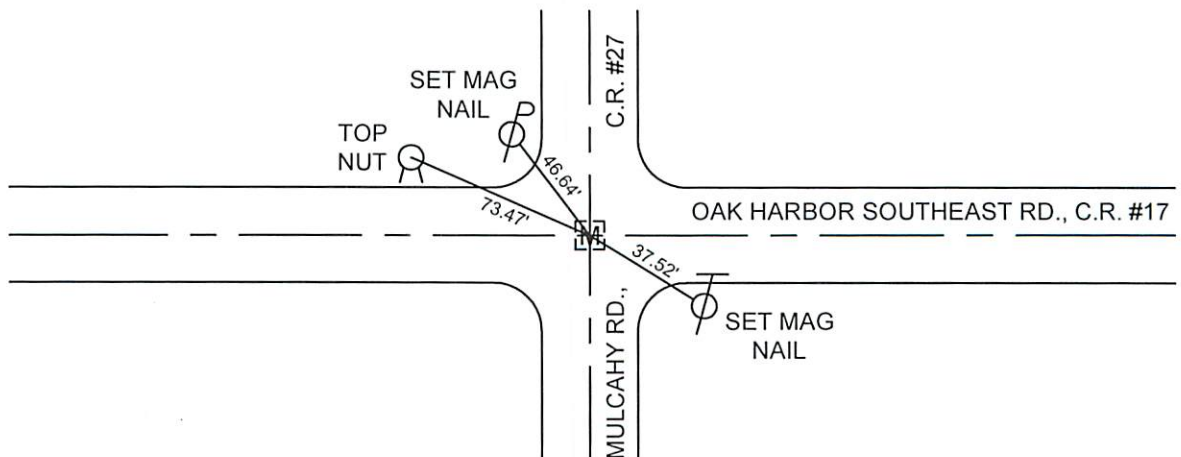 SET MAG
NAIL
TOP
NUT
46.64'
73.47'
C.R. #27
OAK HARBOR SOUTHEAST RD., C.R. #17
M
37.52'
SET MAG
NAIL
MULCAHY RD.,